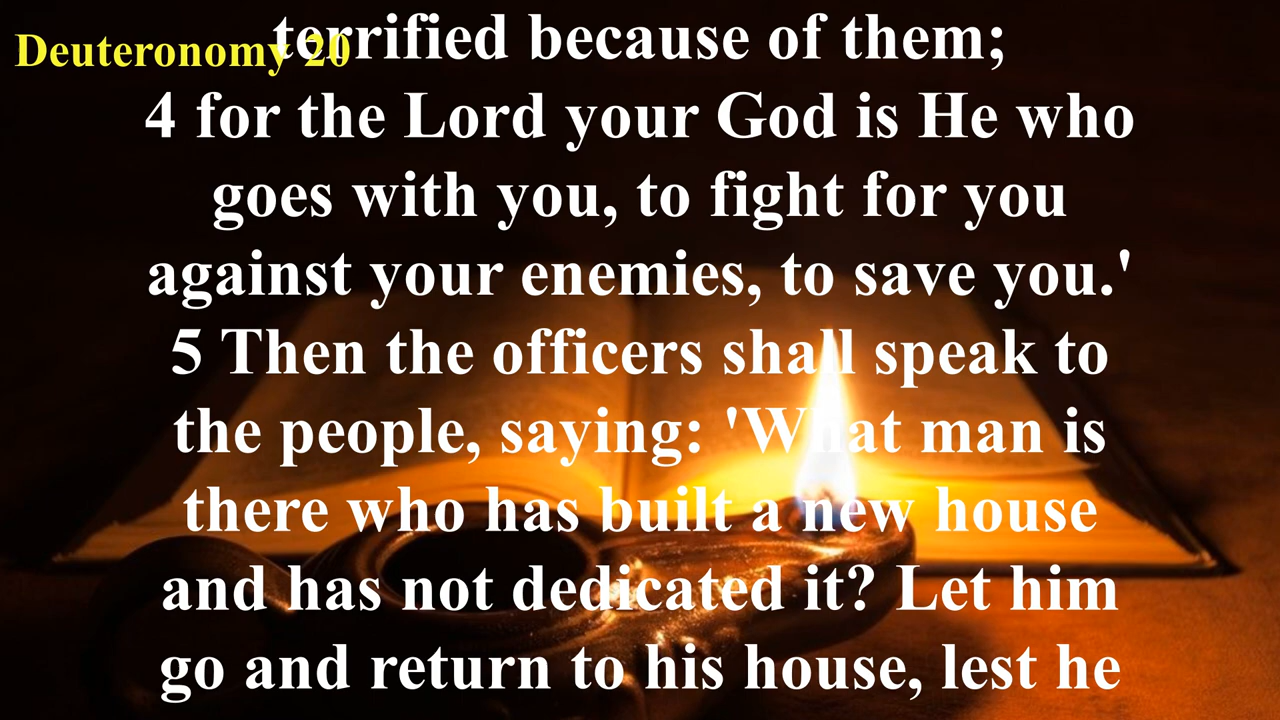 Deuteronomy 20
terrified because of them;
4 for the Lord your God is He who
goes with you, to fight for you
against your enemies, to save you.'
5 Then the officers shall speak to
the people, saying: 'What man is
there who has built a new house
and has not dedicated it? Let him
go and return to his house, lest he